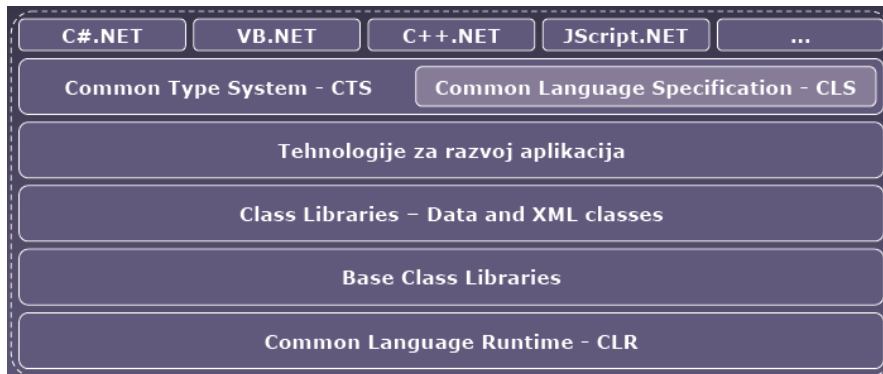 C#.NET VB.NET C++.NET JScript.NET ...
Common Type System - CTS Common Language Specification - CLS
Tehnologije za razvoj aplikacija
Class Libraries – Data and XML classes
Base Class Libraries
Common Language Runtime - CLR